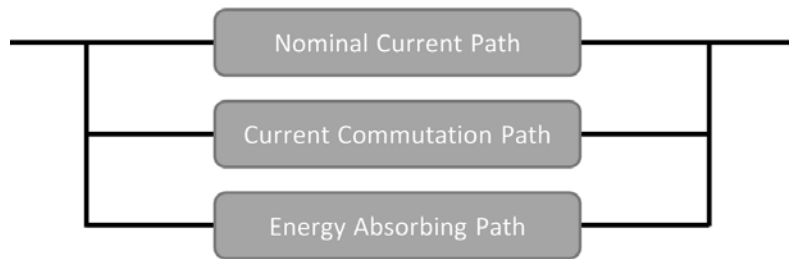 Nominal Current Path
Current Commutation Path
Energy Absorbing Path